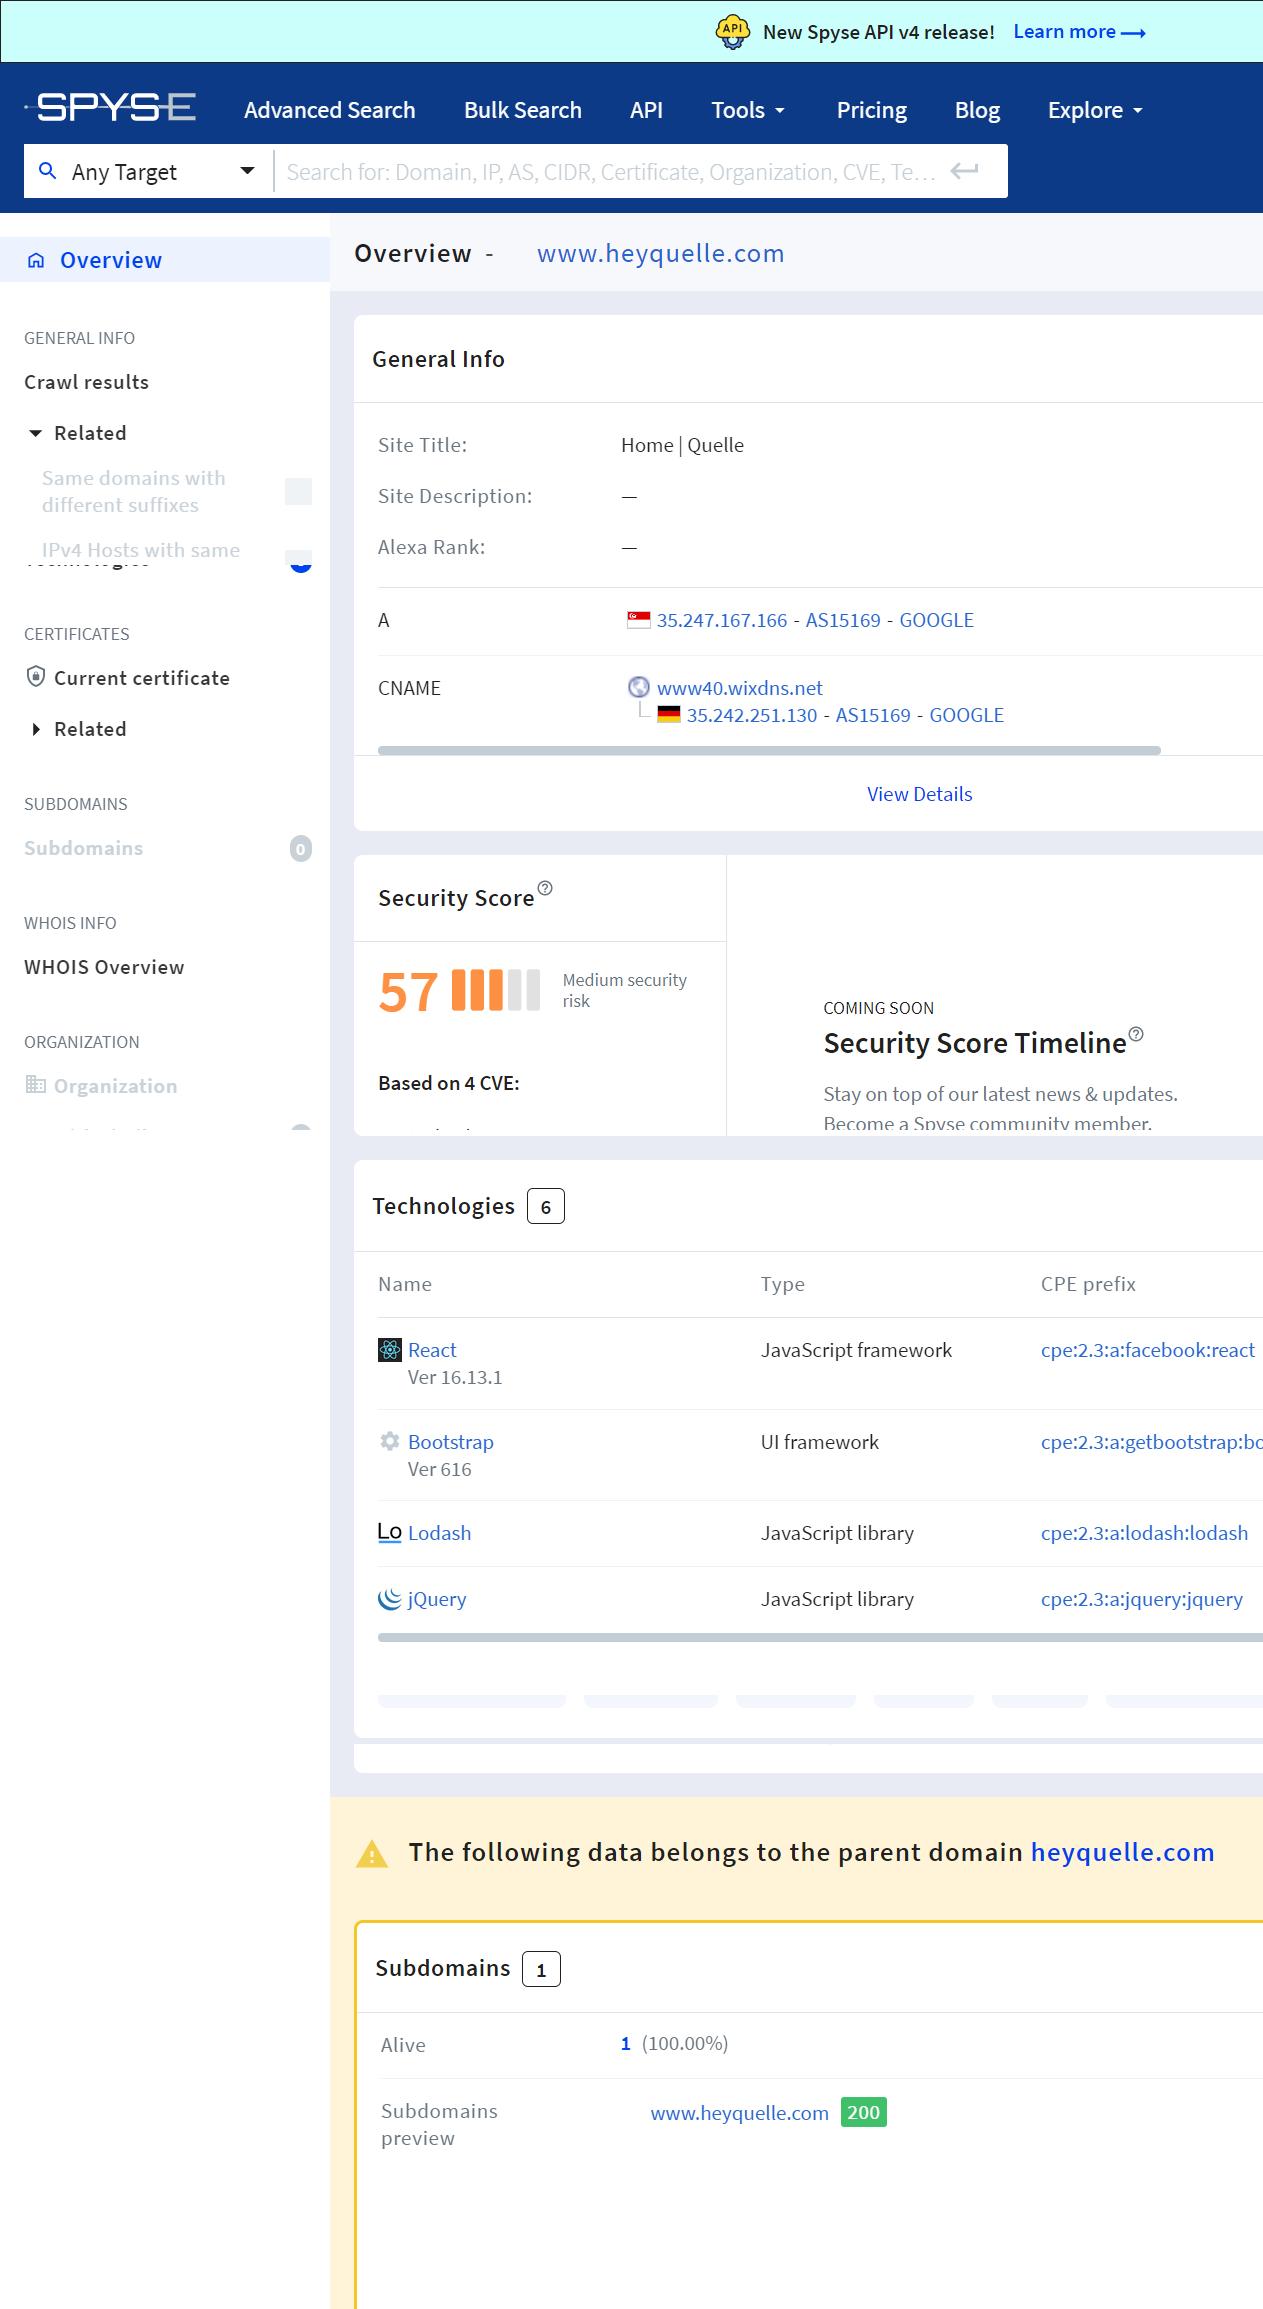 API New Spyse API v4 release! Learn more
SPYSE Advanced Search Bulk Search API Tools Pricing Blog Explore
Any Target Search for: Domain, IP, AS, CIDR, Certificate, Organization, CVE, Te...
Overview
GENERAL INFO
Crawl results
Related
Same domains with
different suffixes
IPv4 Hosts with same
CERTIFICATES
Current certificate
Related
SUBDOMAINS
Subdomains 0
WHOIS INFO
WHOIS Overview
ORGANIZATION
Organization
Overview - www.heyquelle.com
General Info
Site Title: Home | Quelle
Site Description: —
Alexa Rank: —
A 35.247.167.166 - AS15169 - GOOGLE
CNAME www40.wixdns.net
35.242.251.130 - AS15169 - GOOGLE
View Details
Security Score
57 Medium security
risk
Based on 4 CVE:
COMING SOON
Security Score Timeline
Stay on top of our latest news & updates.
Become a Spyse community member.
Technologies 6
Name Type CPE prefix
React JavaScript framework cpe:2.3:a:facebook:react
Ver 16.13.1
Bootstrap UI framework cpe:2.3:a:getbootstrap:bo
Ver 616
Lodash JavaScript library cpe:2.3:a:lodash:lodash
jQuery JavaScript library cpe:2.3:a:jquery:jquery
The following data belongs to the parent domain heyquelle.com
Subdomains 1
Alive 1 (100.00%)
Subdomains www.heyquelle.com 200
preview